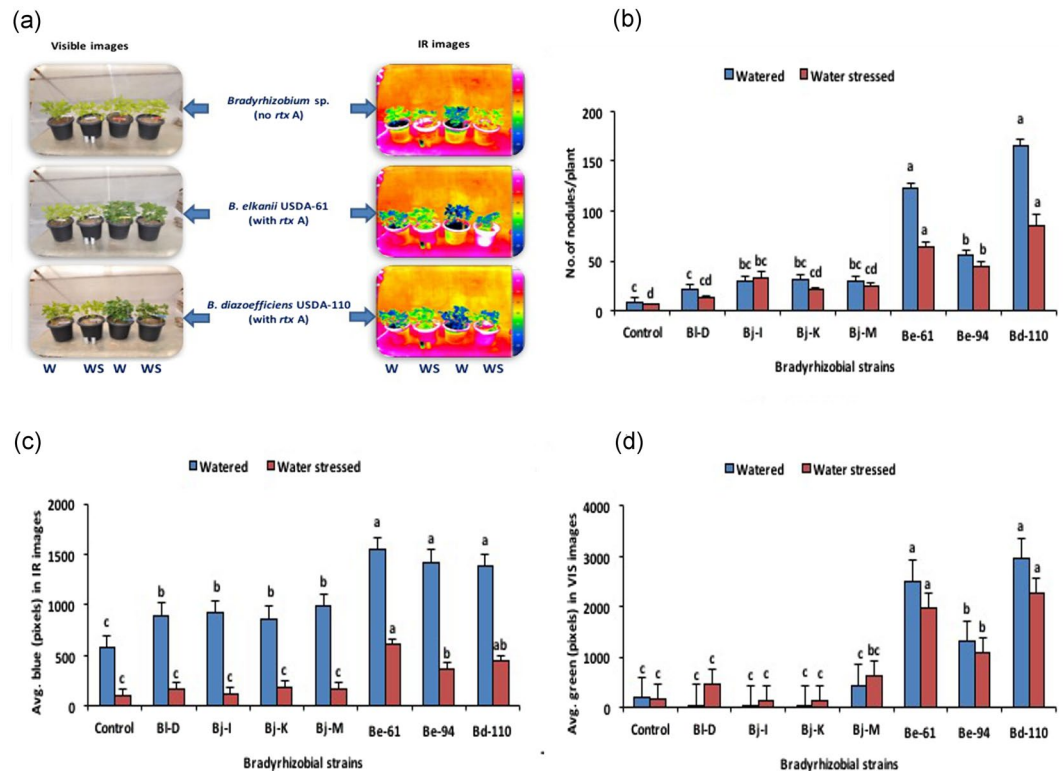 (a)
Visible images
IR images
Bradyrhizobium sp.
(no rtx A)
B. elkanii USDA-61
(with rtx A)
B. diazoefficiens USDA-110
(with rtx A)
W WS W WS
W WS W WS
(b)
Watered Water stressed
No.of nodules/plant
200
150
100
50
0
c d c cd bc bc bc cd bc cd a a b b a a
Control Bl-D Bj-I Bj-K Bj-M Be-61 Be-94 Bd-110
Bradyrhizobial strains
(c)
Watered Water stressed
Avg. blue (pixels) in IR images
2000
1500
1000
500
0
c c b c b c b c b c a a a b a ab
Control Bl-D Bj-I Bj-K Bj-M Be-61 Be-94 Bd-110
Bradyrhizobial strains
(d)
Watered Water stressed
Avg. green (pixels) in VIS images
4000
3000
2000
1000
0
c c c c c c c c c bc a a b b a a
Control Bl-D Bj-I Bj-K Bj-M Be-61 Be-94 Bd-110
Bradyrhizobial strains